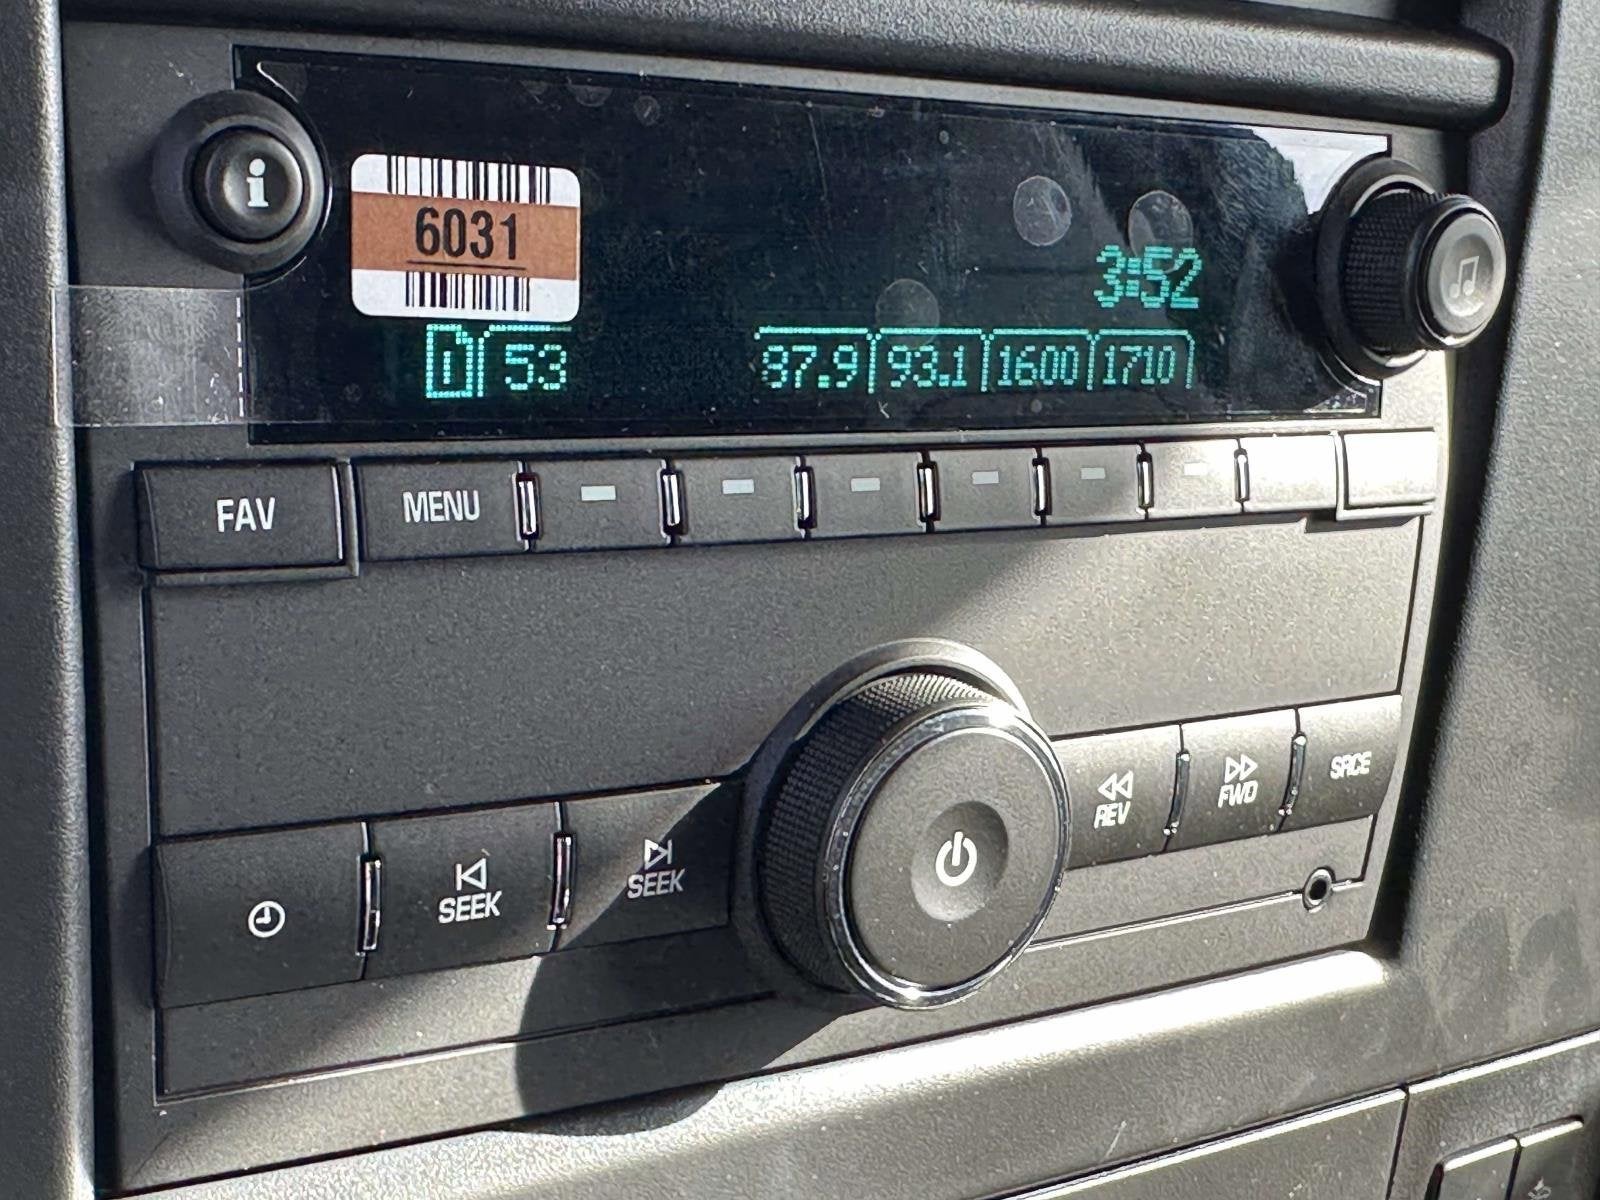 i
6031
3:52
53
87.9 93.1 1600 1710
FAV MENU
SEEK SEEK REV FWD SRCE